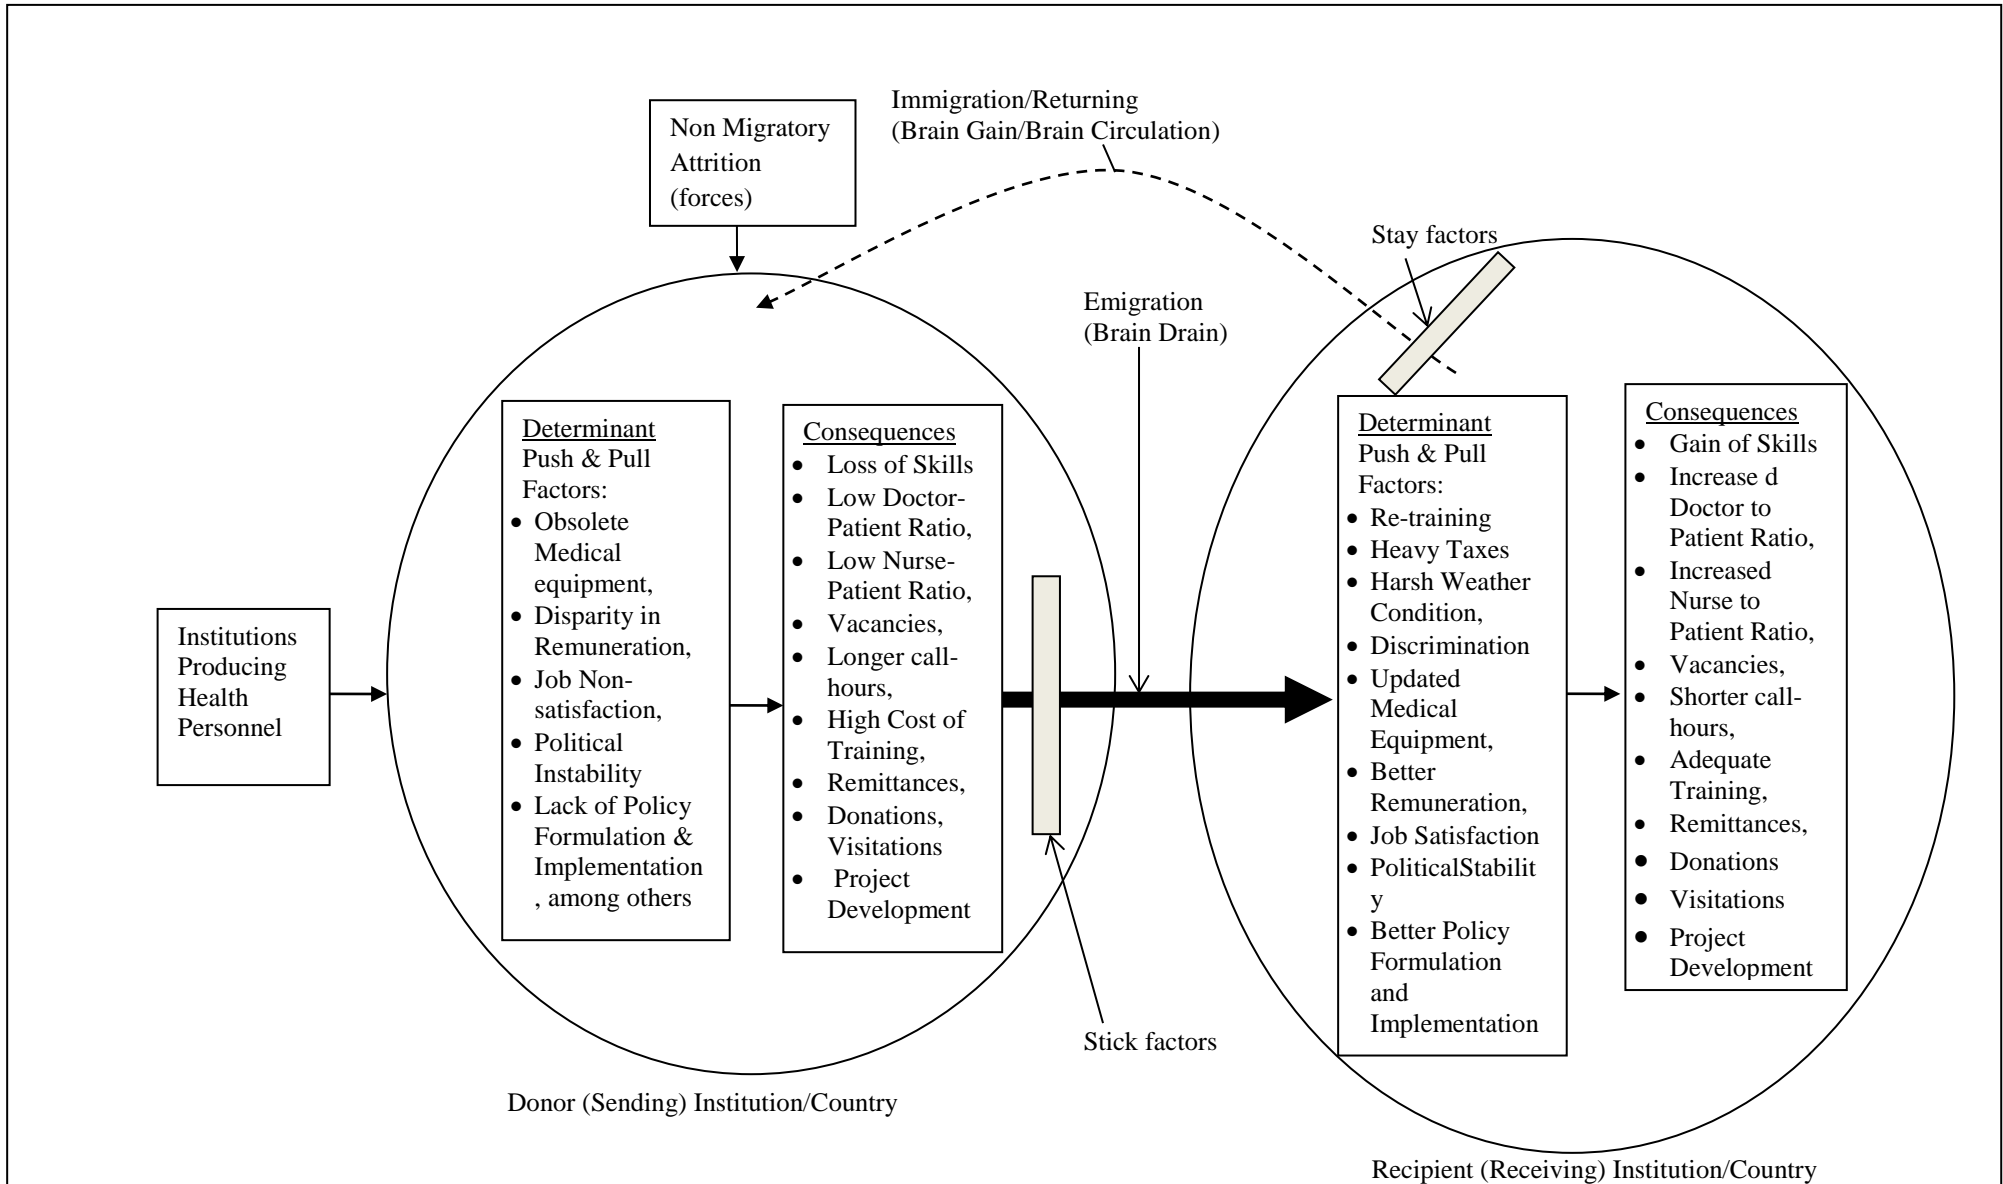 Immigration/Returning
(Brain Gain/Brain Circulation)
Non Migratory
Attrition
(forces)
Stay factors
Emigration
(Brain Drain)
Institutions
Producing
Health
Personnel
Determinant
Push & Pull
Factors:
• Obsolete
Medical
equipment,
• Disparity in
Remuneration,
• Job Non-
satisfaction,
• Political
Instability
• Lack of Policy
Formulation &
Implementation
, among others
Consequences
• Loss of Skills
• Low Doctor-
Patient Ratio,
• Low Nurse-
Patient Ratio,
• Vacancies,
• Longer call-
hours,
• High Cost of
Training,
• Remittances,
• Donations,
Visitations
• Project
Development
Determinant
Push & Pull
Factors:
• Re-training
• Heavy Taxes
• Harsh Weather
Condition,
• Discrimination
• Updated
Medical
Equipment,
• Better
Remuneration,
• Job Satisfaction
• PoliticalStabilit
y
• Better Policy
Formulation
and
Implementation
Consequences
• Gain of Skills
• Increase d
Doctor to
Patient Ratio,
• Increased
Nurse to
Patient Ratio,
• Vacancies,
• Shorter call-
hours,
• Adequate
Training,
• Remittances,
• Donations
• Visitations
• Project
Development
Stick factors
Donor (Sending) Institution/Country
Recipient (Receiving) Institution/Country